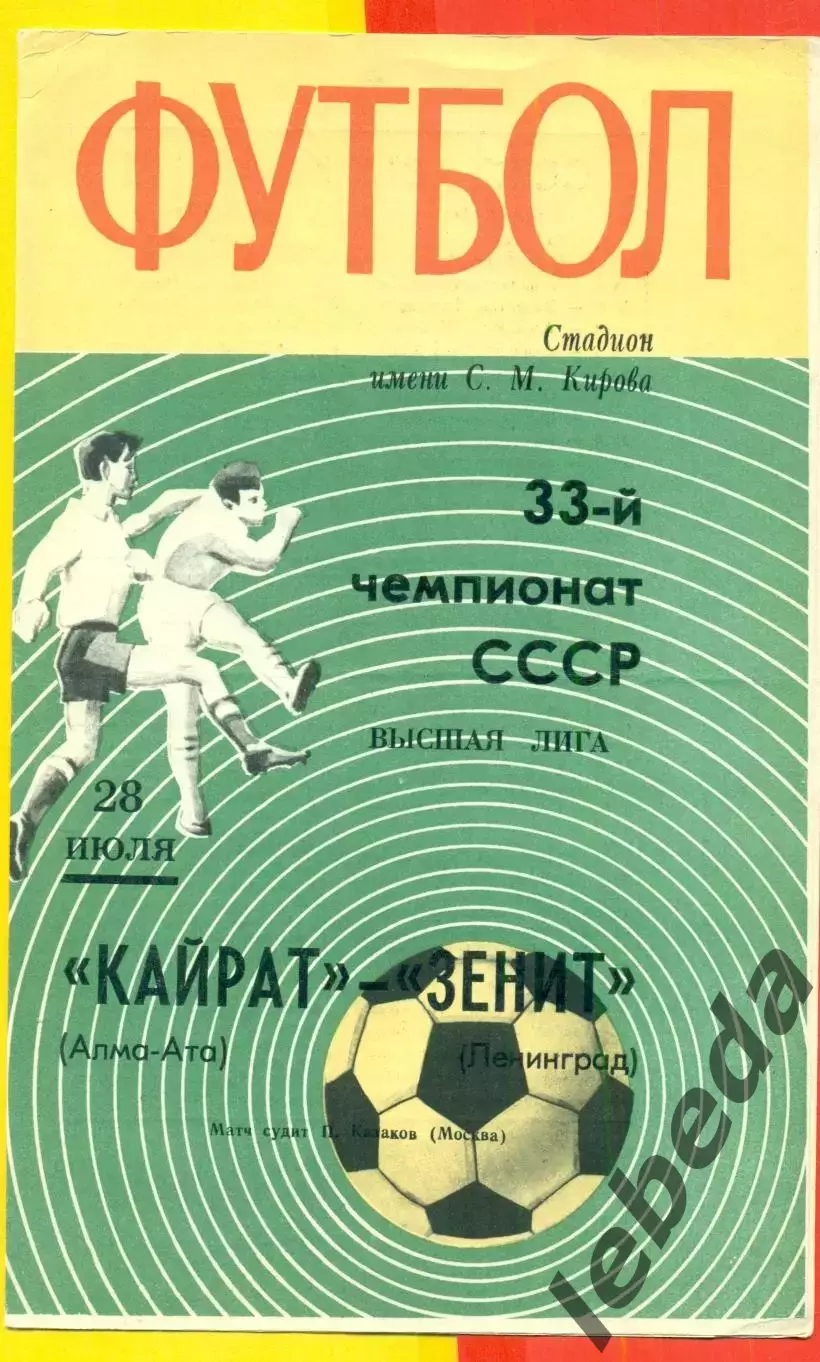 ФУТБОЛ
Стадион
имени С. М. Кирова
33-й
чемпионат
СССР
ВЫСШАЯ ЛИГА
28
ИЮЛЯ
«КАЙРАТ» – «ЗЕНИТ»
(Алма-Ата) (Ленинград)
Матч судит П. Казаков (Москва)
lebeda